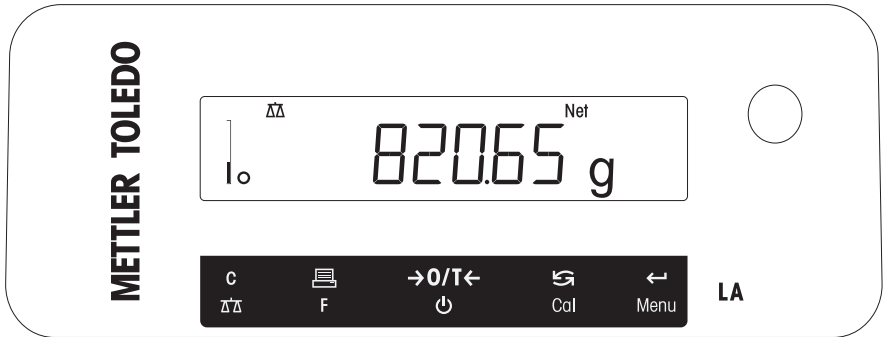 METTLER TOLEDO
Net
820.65 g
C
→0/T←
F
Cal
Menu
LA